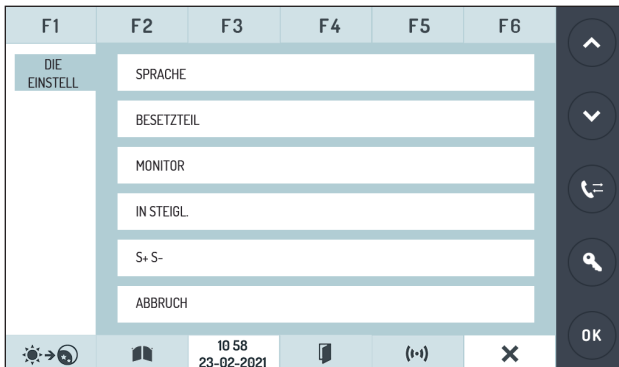 F1 F2 F3 F4 F5 F6
DIE
EINSTELL
SPRACHE
BESETZTEIL
MONITOR
IN STEIGL.
S+ S-
ABBRUCH
OK
10 58
23-02-2021